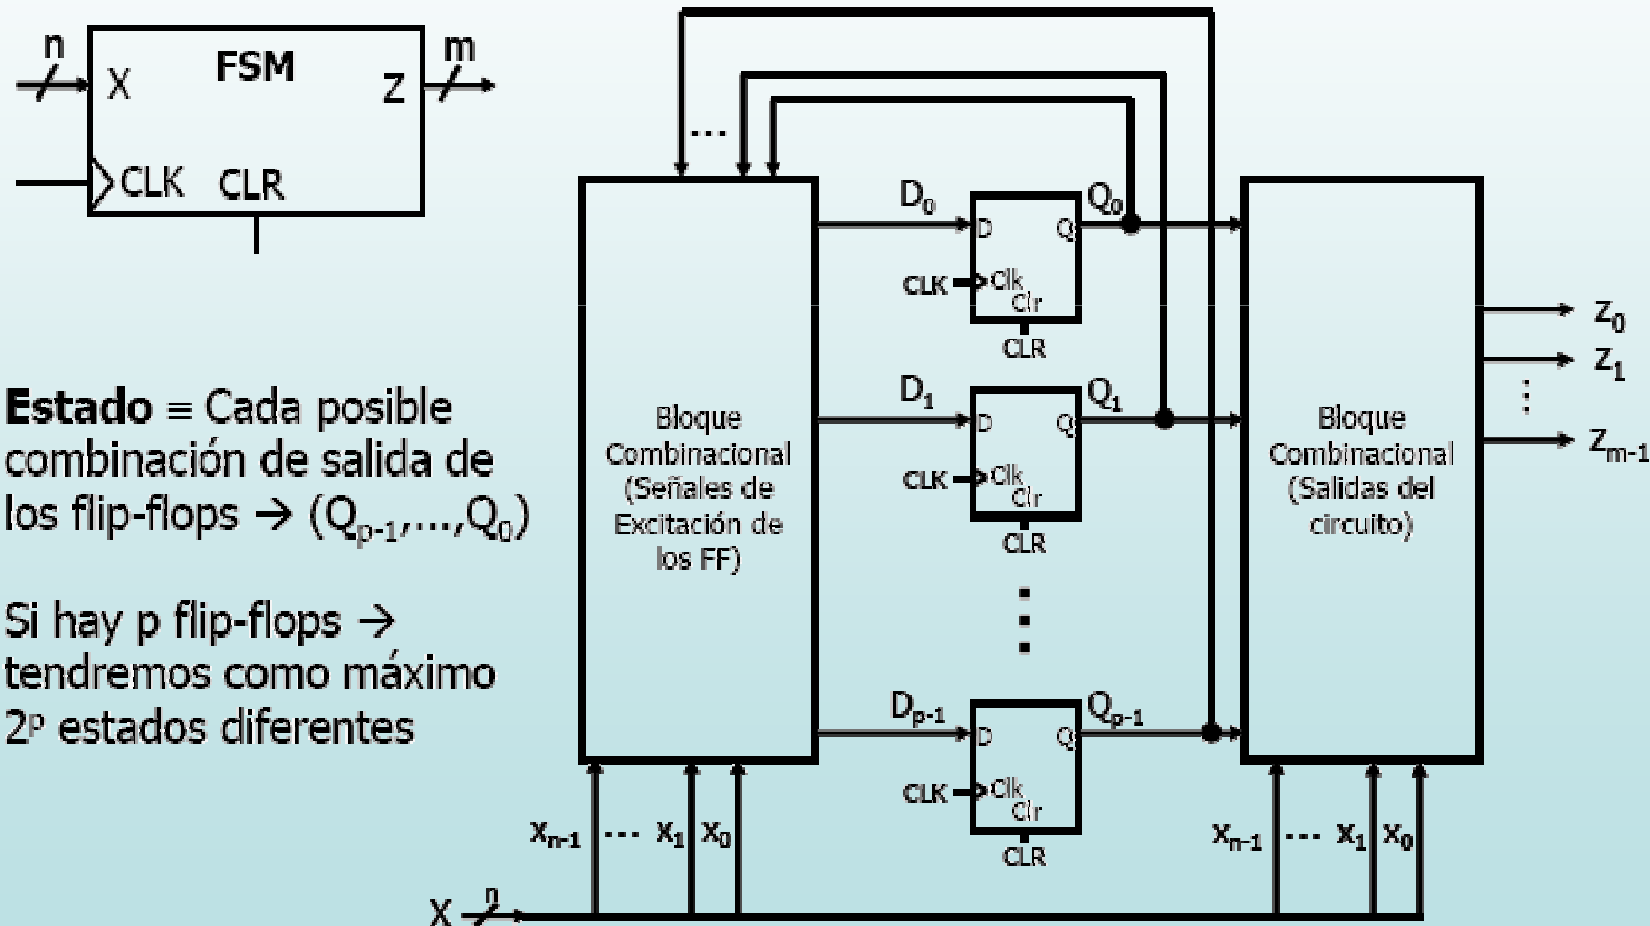 n
FSM
m
X
Z
CLK
CLR
Estado ≡ Cada posible
combinación de salida de
los flip-flops → (Qp-1,...,Q0)
Si hay p flip-flops →
tendremos como máximo
2p estados diferentes
...
Bloque
Combinacional
(Señales de
Excitación de
los FF)
D0
Q0
D
Q
CLK
Clk
Clr
CLR
D1
Q1
D
Q
CLK
Clk
Clr
CLR
Dp-1
Qp-1
D
Q
CLK
Clk
Clr
CLR
Bloque
Combinacional
(Salidas del
circuito)
z0
z1
zm-1
xn-1 ... x1 x0
xn-1 ... x1 x0
X
n